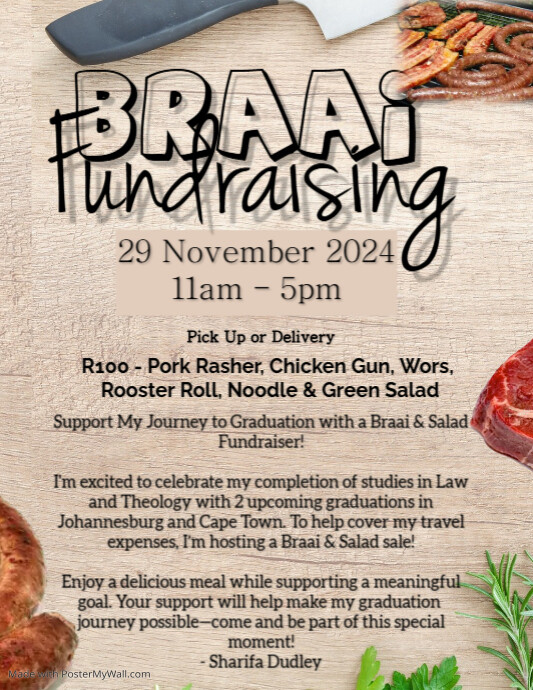 BRAAi
Fundraising
29 November 2024
11am – 5pm
Pick Up or Delivery
R100 - Pork Rasher, Chicken Gun, Wors,
Rooster Roll, Noodle & Green Salad
Support My Journey to Graduation with a Braai & Salad
Fundraiser!
I'm excited to celebrate my completion of studies in Law
and Theology with 2 upcoming graduations in
Johannesburg and Cape Town. To help cover my travel
expenses, I'm hosting a Braai & Salad sale!
Enjoy a delicious meal while supporting a meaningful
goal. Your support will help make my graduation
journey possible—come and be part of this special
moment!
- Sharifa Dudley
Made with PosterMyWall.com